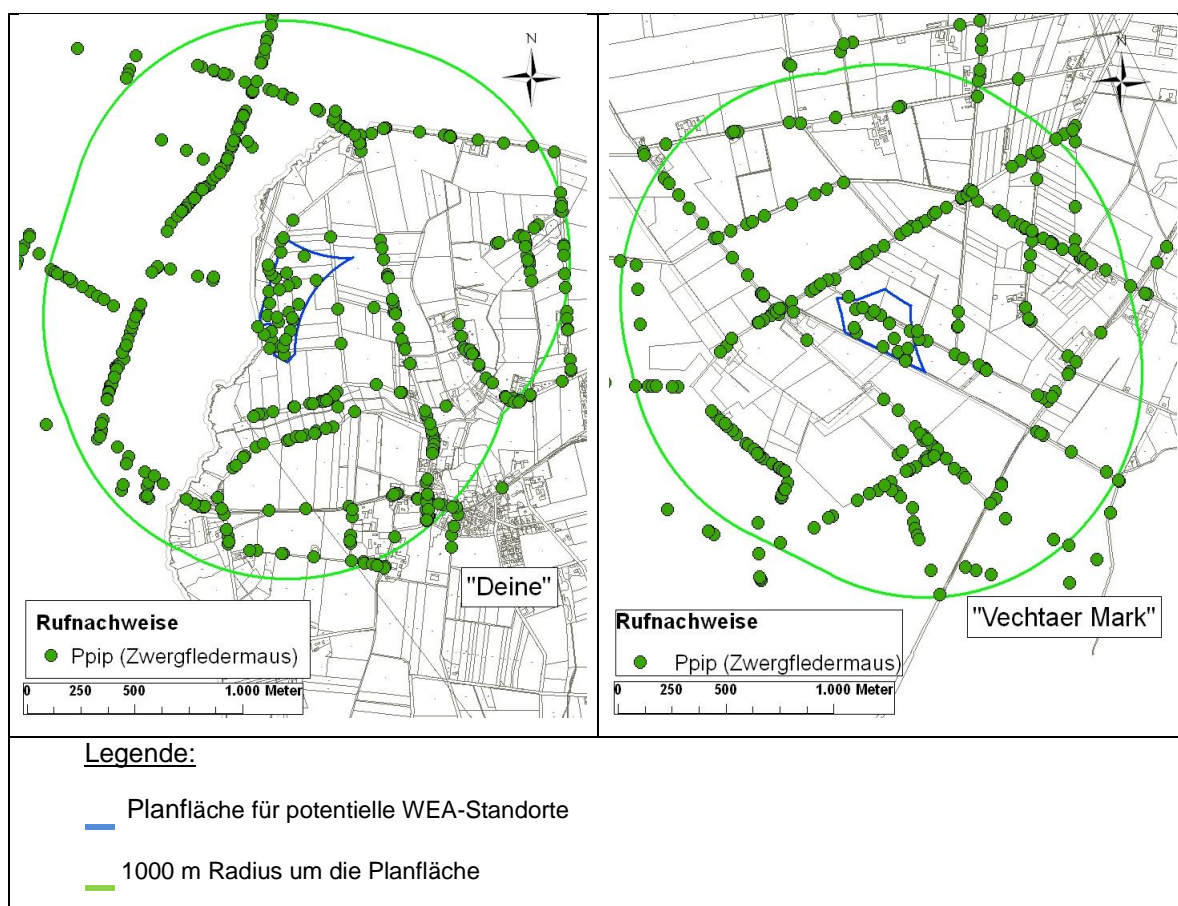 N
"Deine"
Rufnachweise
Ppip (Zwergfledermaus)
0 250 500 1.000 Meter
N
"Vechtaer Mark"
Rufnachweise
Ppip (Zwergfledermaus)
0 250 500 1.000 Meter
Legende:
Planfläche für potentielle WEA-Standorte
1000 m Radius um die Planfläche